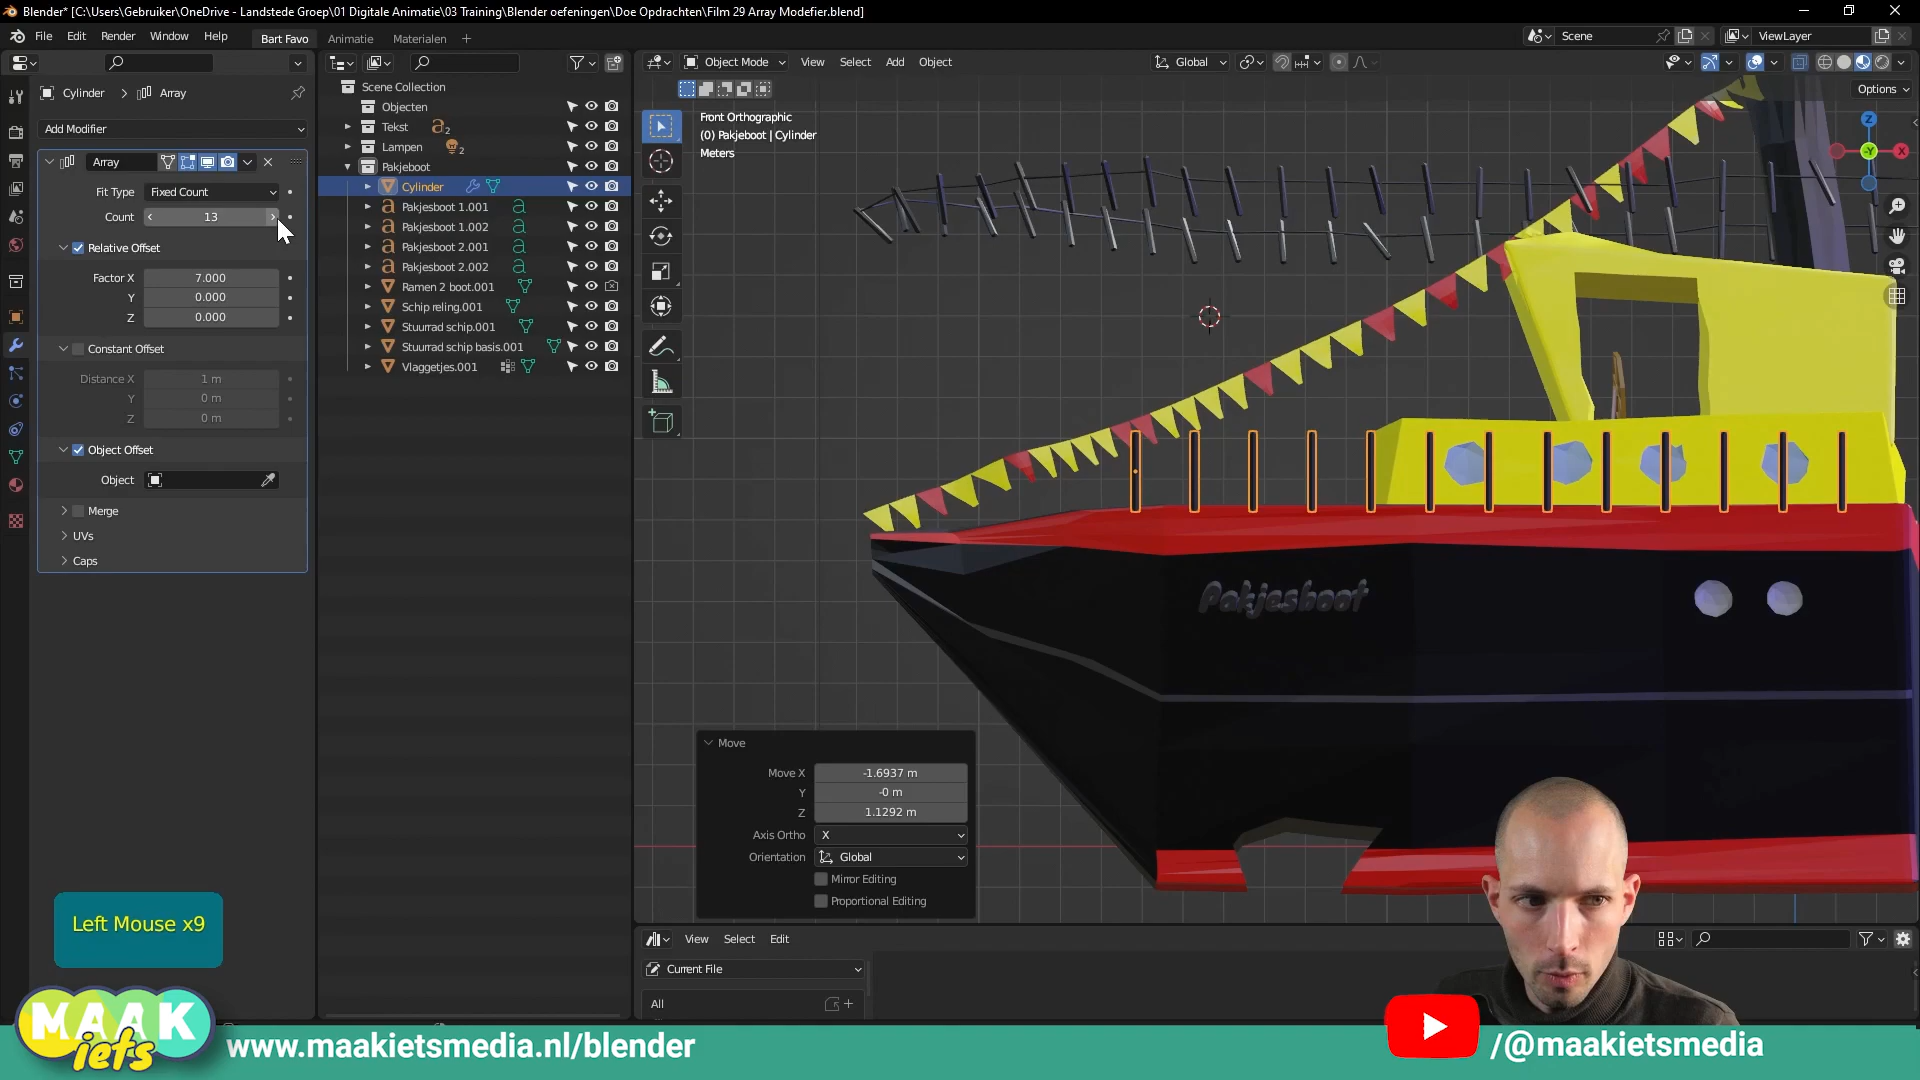 Blender* [C:\Users\Gebruiker\OneDrive - Landstede Groep\01 Digitale Animatie\03 Training\Blender oefeningen\Doe Opdrachten\Film 29 Array Modefier.blend]
File Edit Render Window Help Bart Favo Animatie Materialen + Scene ViewLayer
Object Mode View Select Add Object Global
Options
Cylinder > Array
Add Modifier
Array
Fit Type Fixed Count
Count 13
Relative Offset
Factor X 7.000
Y 0.000
Z 0.000
Constant Offset
Distance X 1 m
Y 0 m
Z 0 m
Object Offset
Object
Merge
UVs
Caps
Scene Collection
Objecten
Tekst 2
Lampen 2
Pakjeboot
Cylinder
Pakjesboot 1.001
Pakjesboot 1.002
Pakjesboot 2.001
Pakjesboot 2.002
Ramen 2 boot.001
Schip reling.001
Stuurrad schip.001
Stuurrad schip basis.001
Vlaggetjes.001
Front Orthographic
(0) Pakjeboot | Cylinder
Meters
Z
X
-Y
Pakjesboot
Move
Move X -1.6937 m
Y -0 m
Z 1.1292 m
Axis Ortho X
Orientation Global
Mirror Editing
Proportional Editing
View Select Edit
Current File
All
Left Mouse x9
MAAK
iets
www.maakietsmedia.nl/blender
/@maakietsmedia